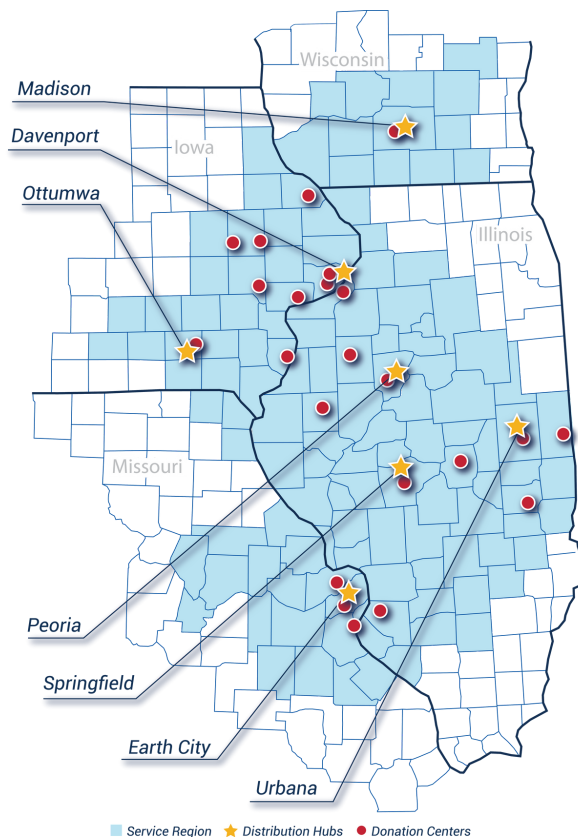 Wisconsin
Madison
Davenport
Iowa
Ottumwa
Illinois
Missouri
Peoria
Springfield
Earth City
Urbana
Service Region Distribution Hubs Donation Centers